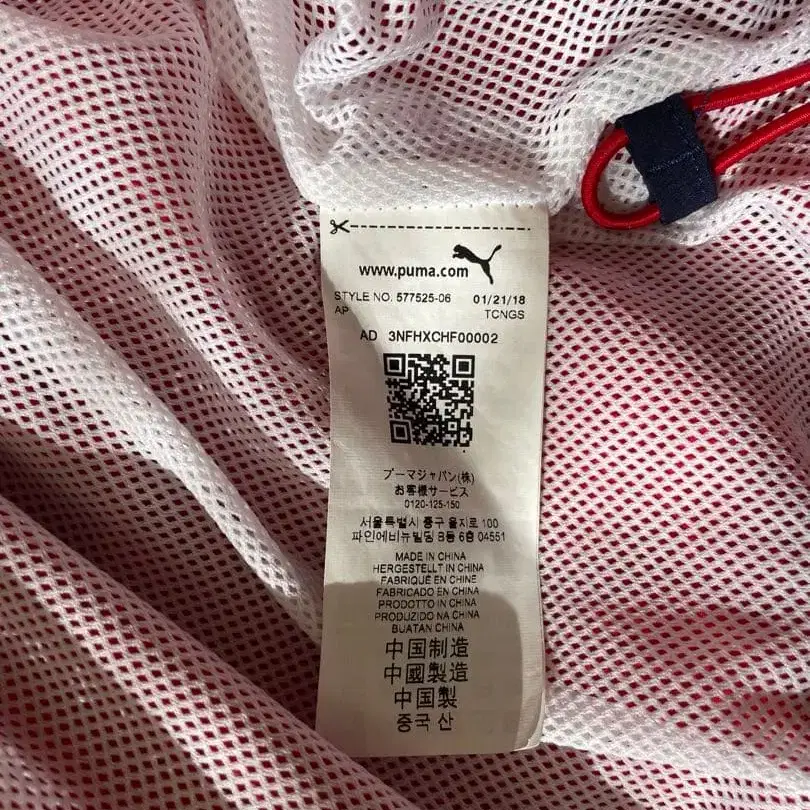 www.puma.com
STYLE NO. 577525-06 01/21/18
AP TCNGS
AD 3NFHXCHF00002
プーマジャパン(株)
お客様サービス
0120-125-150
서울특별시 중구 을지로 100
파인에비뉴빌딩 B동 6층 04551
MADE IN CHINA
HERGESTELLT IN CHINA
FABRIQUÉ EN CHINE
FABRICADO EN CHINA
PRODOTTO IN CHINA
PRODUZIDO NA CHINA
BUATAN CHINA
中国制造
中國製造
中国製
중국 산